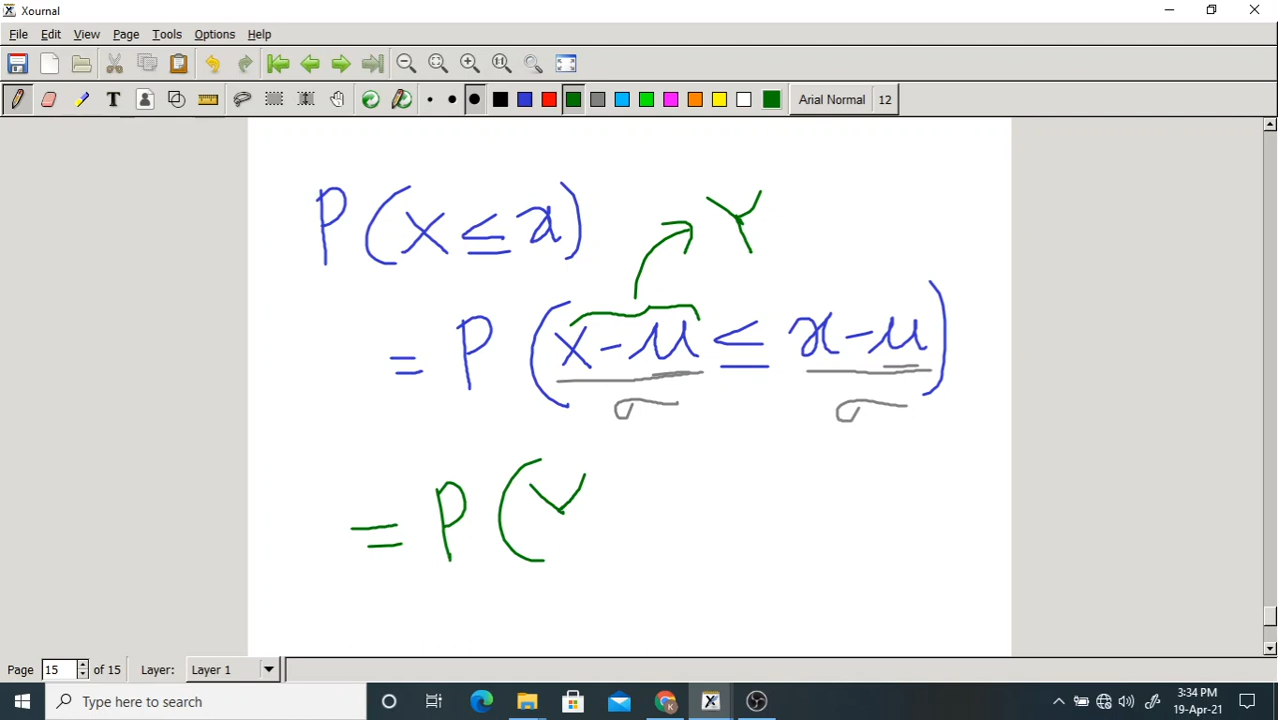 Xournal
File Edit View Page Tools Options Help
Arial Normal 12
P(X ≤ x)
Y
= P(x-μ/σ ≤ x-μ/σ)
= P(Y
Page 15 of 15 Layer: Layer 1
Type here to search
3:34 PM
19-Apr-21